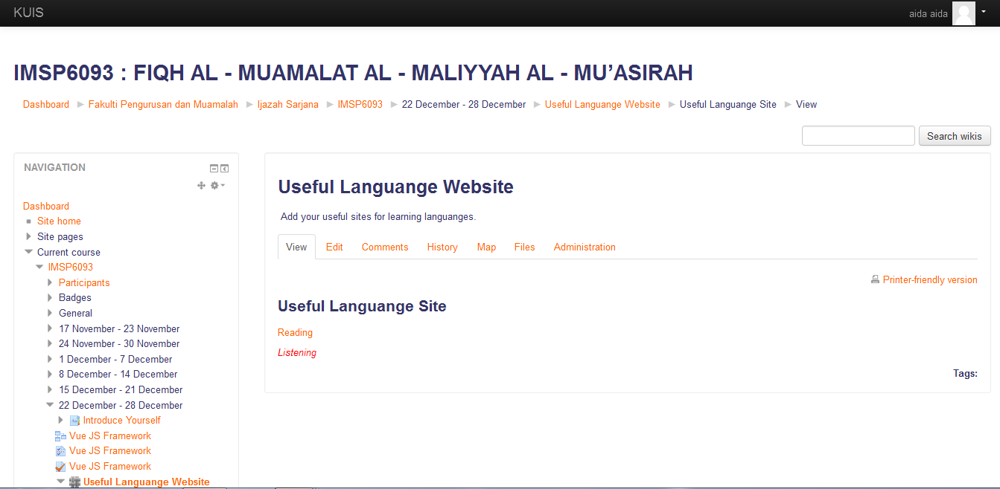 KUIS
aida aida
IMSP6093 : FIQH AL - MUAMALAT AL - MALIYYAH AL - MU’ASIRAH
Dashboard Fakulti Pengurusan dan Muamalah Ijazah Sarjana IMSP6093 22 December - 28 December Useful Languange Website Useful Languange Site View
Search wikis
NAVIGATION
Dashboard
Site home
Site pages
Current course
IMSP6093
Participants
Badges
General
17 November - 23 November
24 November - 30 November
1 December - 7 December
8 December - 14 December
15 December - 21 December
22 December - 28 December
Introduce Yourself
Vue JS Framework
Vue JS Framework
Vue JS Framework
Useful Languange Website
Useful Languange Website
Add your useful sites for learning languanges.
View Edit Comments History Map Files Administration
Printer-friendly version
Useful Languange Site
Reading
Listening
Tags: